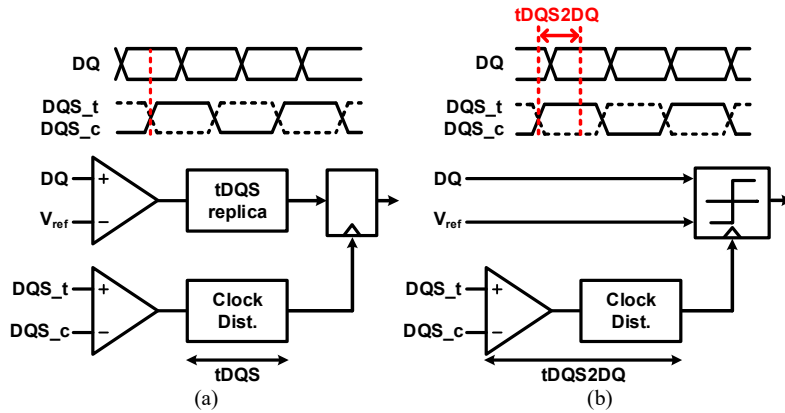 DQ
DQS_t
DQS_c
DQ
+
V_ref
−
tDQS
replica
DQS_t
+
DQS_c
−
Clock
Dist.
tDQS
(a)
tDQS2DQ
DQ
DQS_t
DQS_c
DQ
V_ref
DQS_t
+
DQS_c
−
Clock
Dist.
tDQS2DQ
(b)